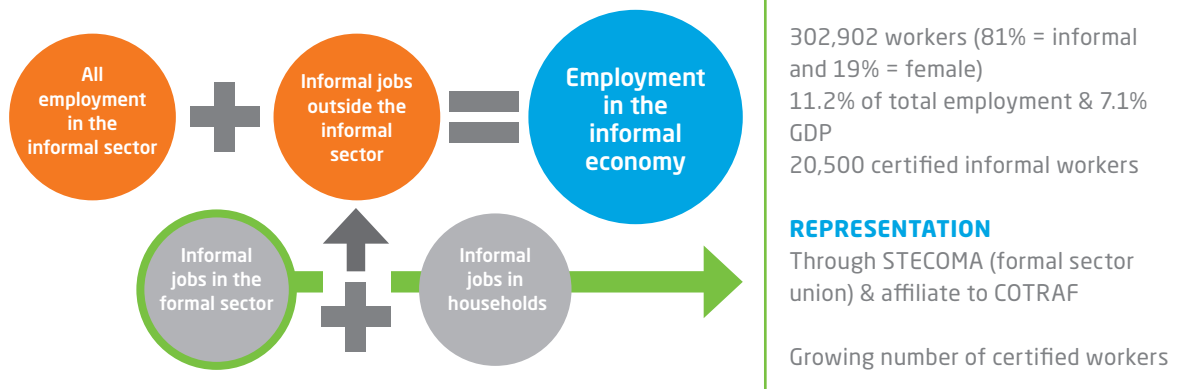 All
employment
in the
informal sector
Informal jobs
outside the
informal
sector
Employment
in the
informal
economy
Informal
jobs in the
formal sector
Informal
jobs in
households
302,902 workers (81% = informal
and 19% = female)
11.2% of total employment & 7.1%
GDP
20,500 certified informal workers
REPRESENTATION
Through STECOMA (formal sector
union) & affiliate to COTRAF
Growing number of certified workers